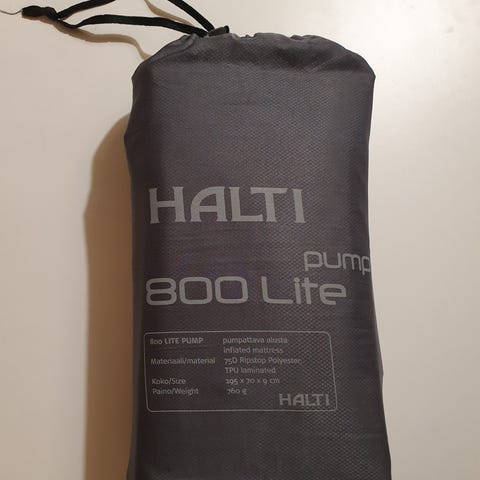 HALTI
pump
800 Lite
800 LITE PUMP pumpattava alusta
inflated mattress
Materiaali/material 75D Ripstop Polyester,
TPU laminated
Koko/Size 195 x 70 x 9 cm
Paino/Weight 760 g
HALTI